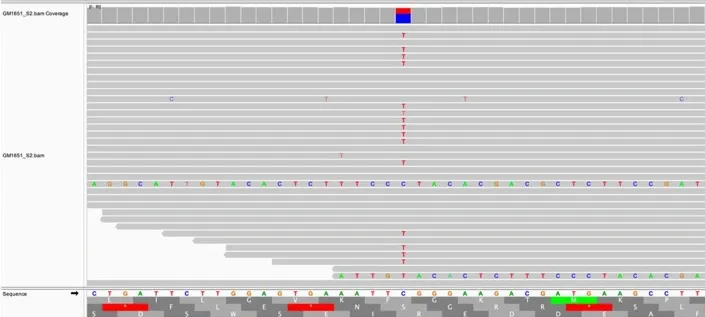 GM1651_S2.bam Coverage
T
T
T
T
C T T C
T
T
T
T
T
T
GM1651_S2.bam T
T
A G G C A T T G T A C A C T C T T T C C C T A C A C G A C G C T C T T C C G A T
T
T
T
T
A T T G T A C A C T C T T T C C C T A C A C G A
Sequence → C T G A T T C T T G G A G T G A A A T T C G G G A A G A C G A T G A A G C C T T
L I L G V K F G K T M K P L
* F L E * N S G R R * S L
S D S W S E I R E D D E A F